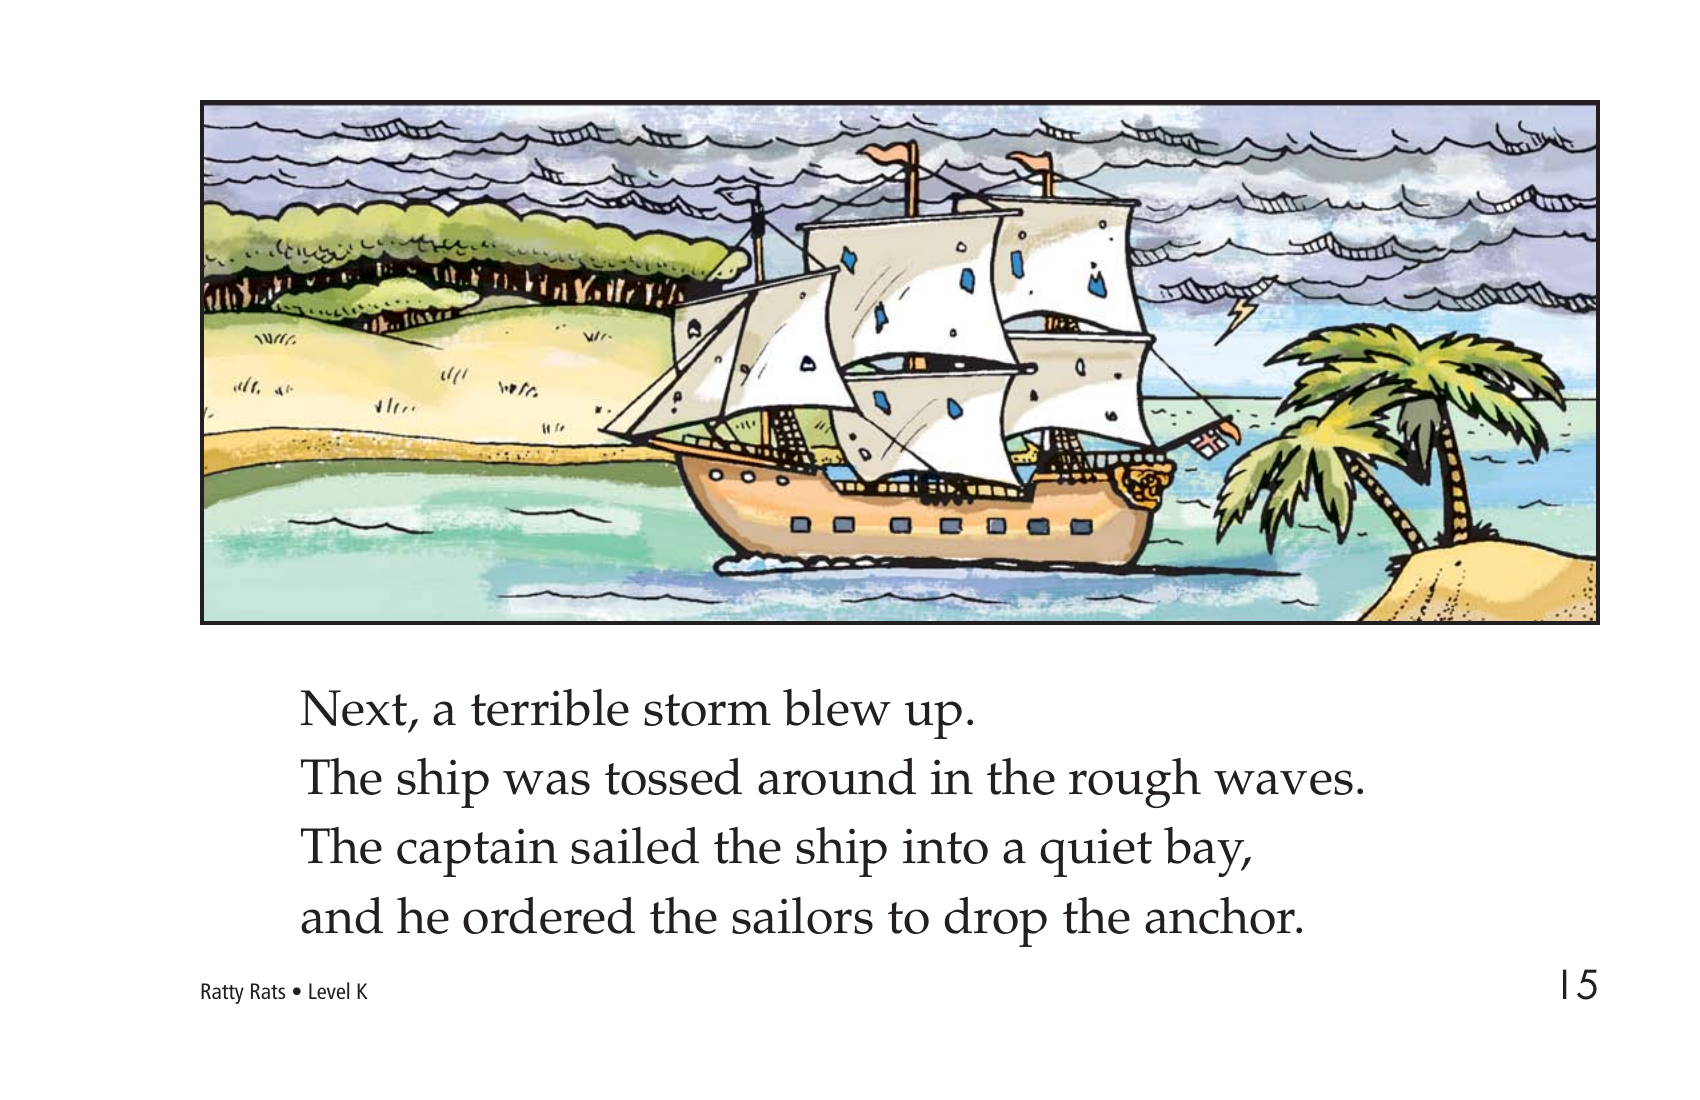 Next, a terrible storm blew up.
The ship was tossed around in the rough waves.
The captain sailed the ship into a quiet bay,
and he ordered the sailors to drop the anchor.
Ratty Rats • Level K
15